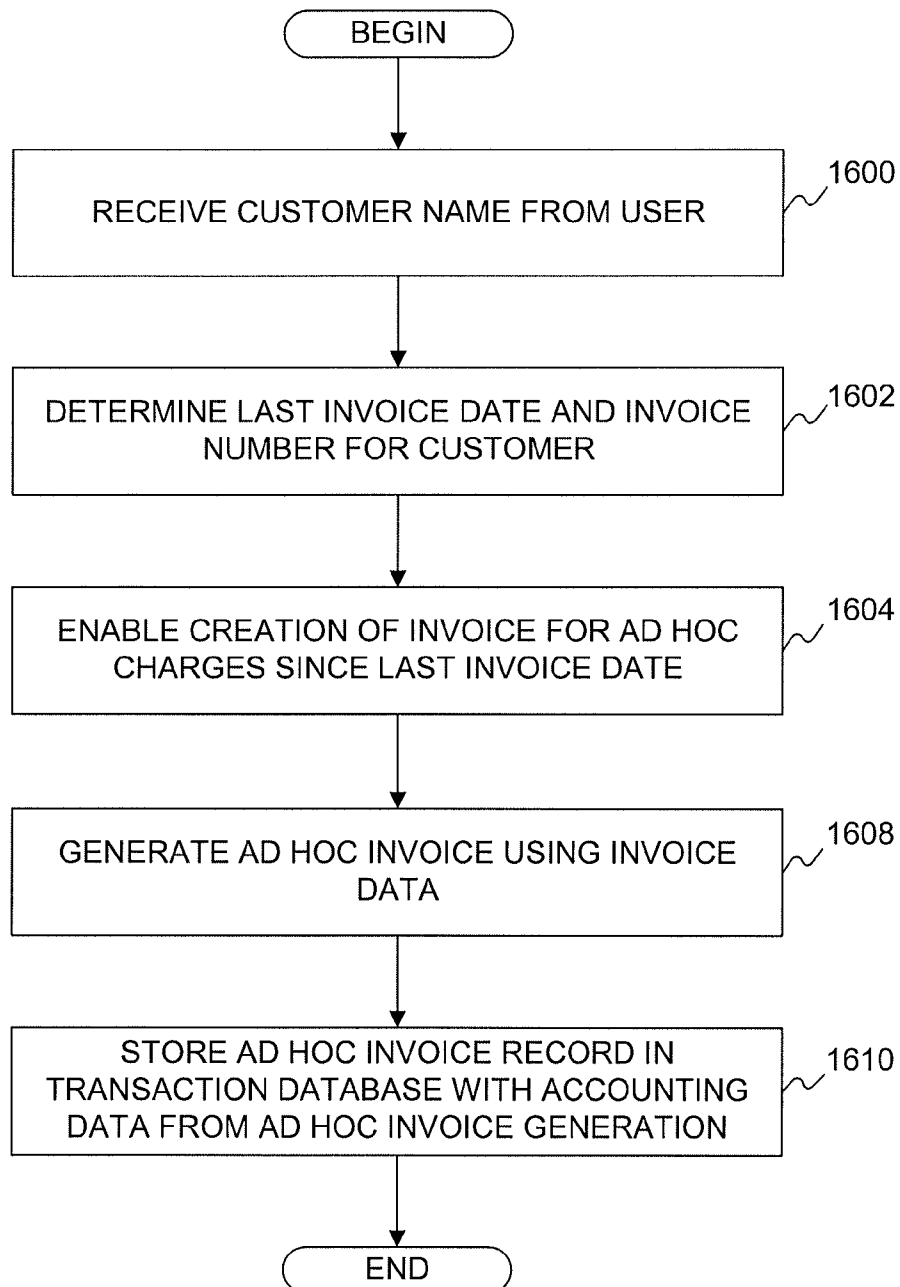 BEGIN
RECEIVE CUSTOMER NAME FROM USER
1600
DETERMINE LAST INVOICE DATE AND INVOICE
NUMBER FOR CUSTOMER
1602
ENABLE CREATION OF INVOICE FOR AD HOC
CHARGES SINCE LAST INVOICE DATE
1604
GENERATE AD HOC INVOICE USING INVOICE
DATA
1608
STORE AD HOC INVOICE RECORD IN
TRANSACTION DATABASE WITH ACCOUNTING
DATA FROM AD HOC INVOICE GENERATION
1610
END